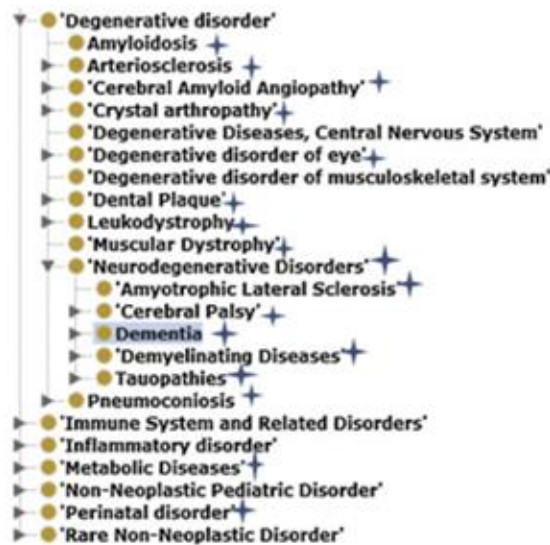 'Degenerative disorder'
Amyloidosis
Arteriosclerosis
'Cerebral Amyloid Angiopathy'
'Crystal arthropathy'
'Degenerative Diseases, Central Nervous System'
'Degenerative disorder of eye'
'Degenerative disorder of musculoskeletal system'
'Dental Plaque'
Leukodystrophy
'Muscular Dystrophy'
'Neurodegenerative Disorders'
'Amyotrophic Lateral Sclerosis
'Cerebral Palsy'
Dementia
'Demyelinating Diseases'
Tauopathies
Pneumoconiosis
'Immune System and Related Disorders'
'Inflammatory disorder'
'Metabolic Diseases'
'Non-Neoplastic Pediatric Disorder'
'Perinatal disorder'
'Rare Non-Neoplastic Disorder'